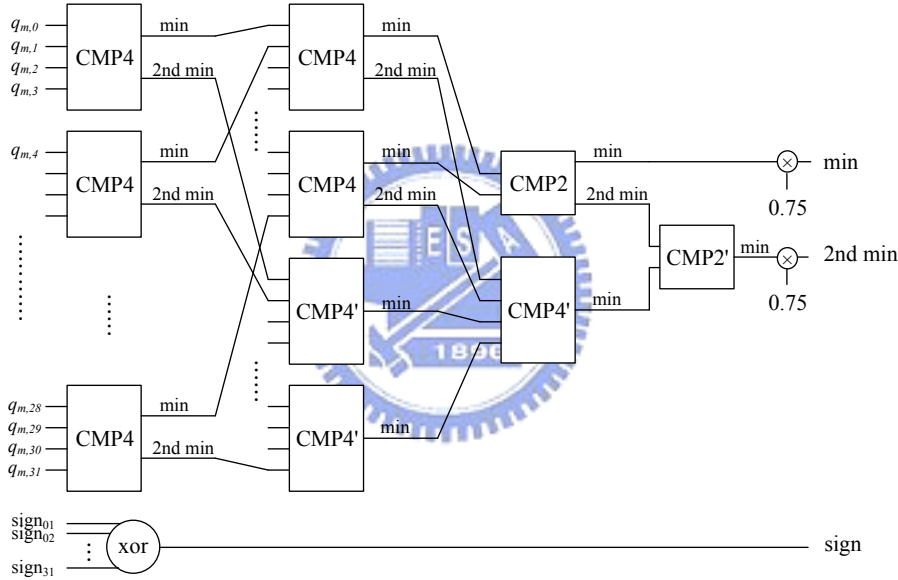 q_{m,0}
q_{m,1}
q_{m,2}
q_{m,3}
CMP4
min
2nd min
CMP4
min
2nd min
q_{m,4}
CMP4
min
2nd min
CMP4
min
2nd min
CMP2
min
2nd min
×
min
0.75
CMP4'
min
CMP4'
min
CMP2'
min
×
2nd min
0.75
ESA
1896
q_{m,28}
q_{m,29}
q_{m,30}
q_{m,31}
CMP4
min
2nd min
CMP4'
min
sign_{01}
sign_{02}
sign_{31}
xor
sign